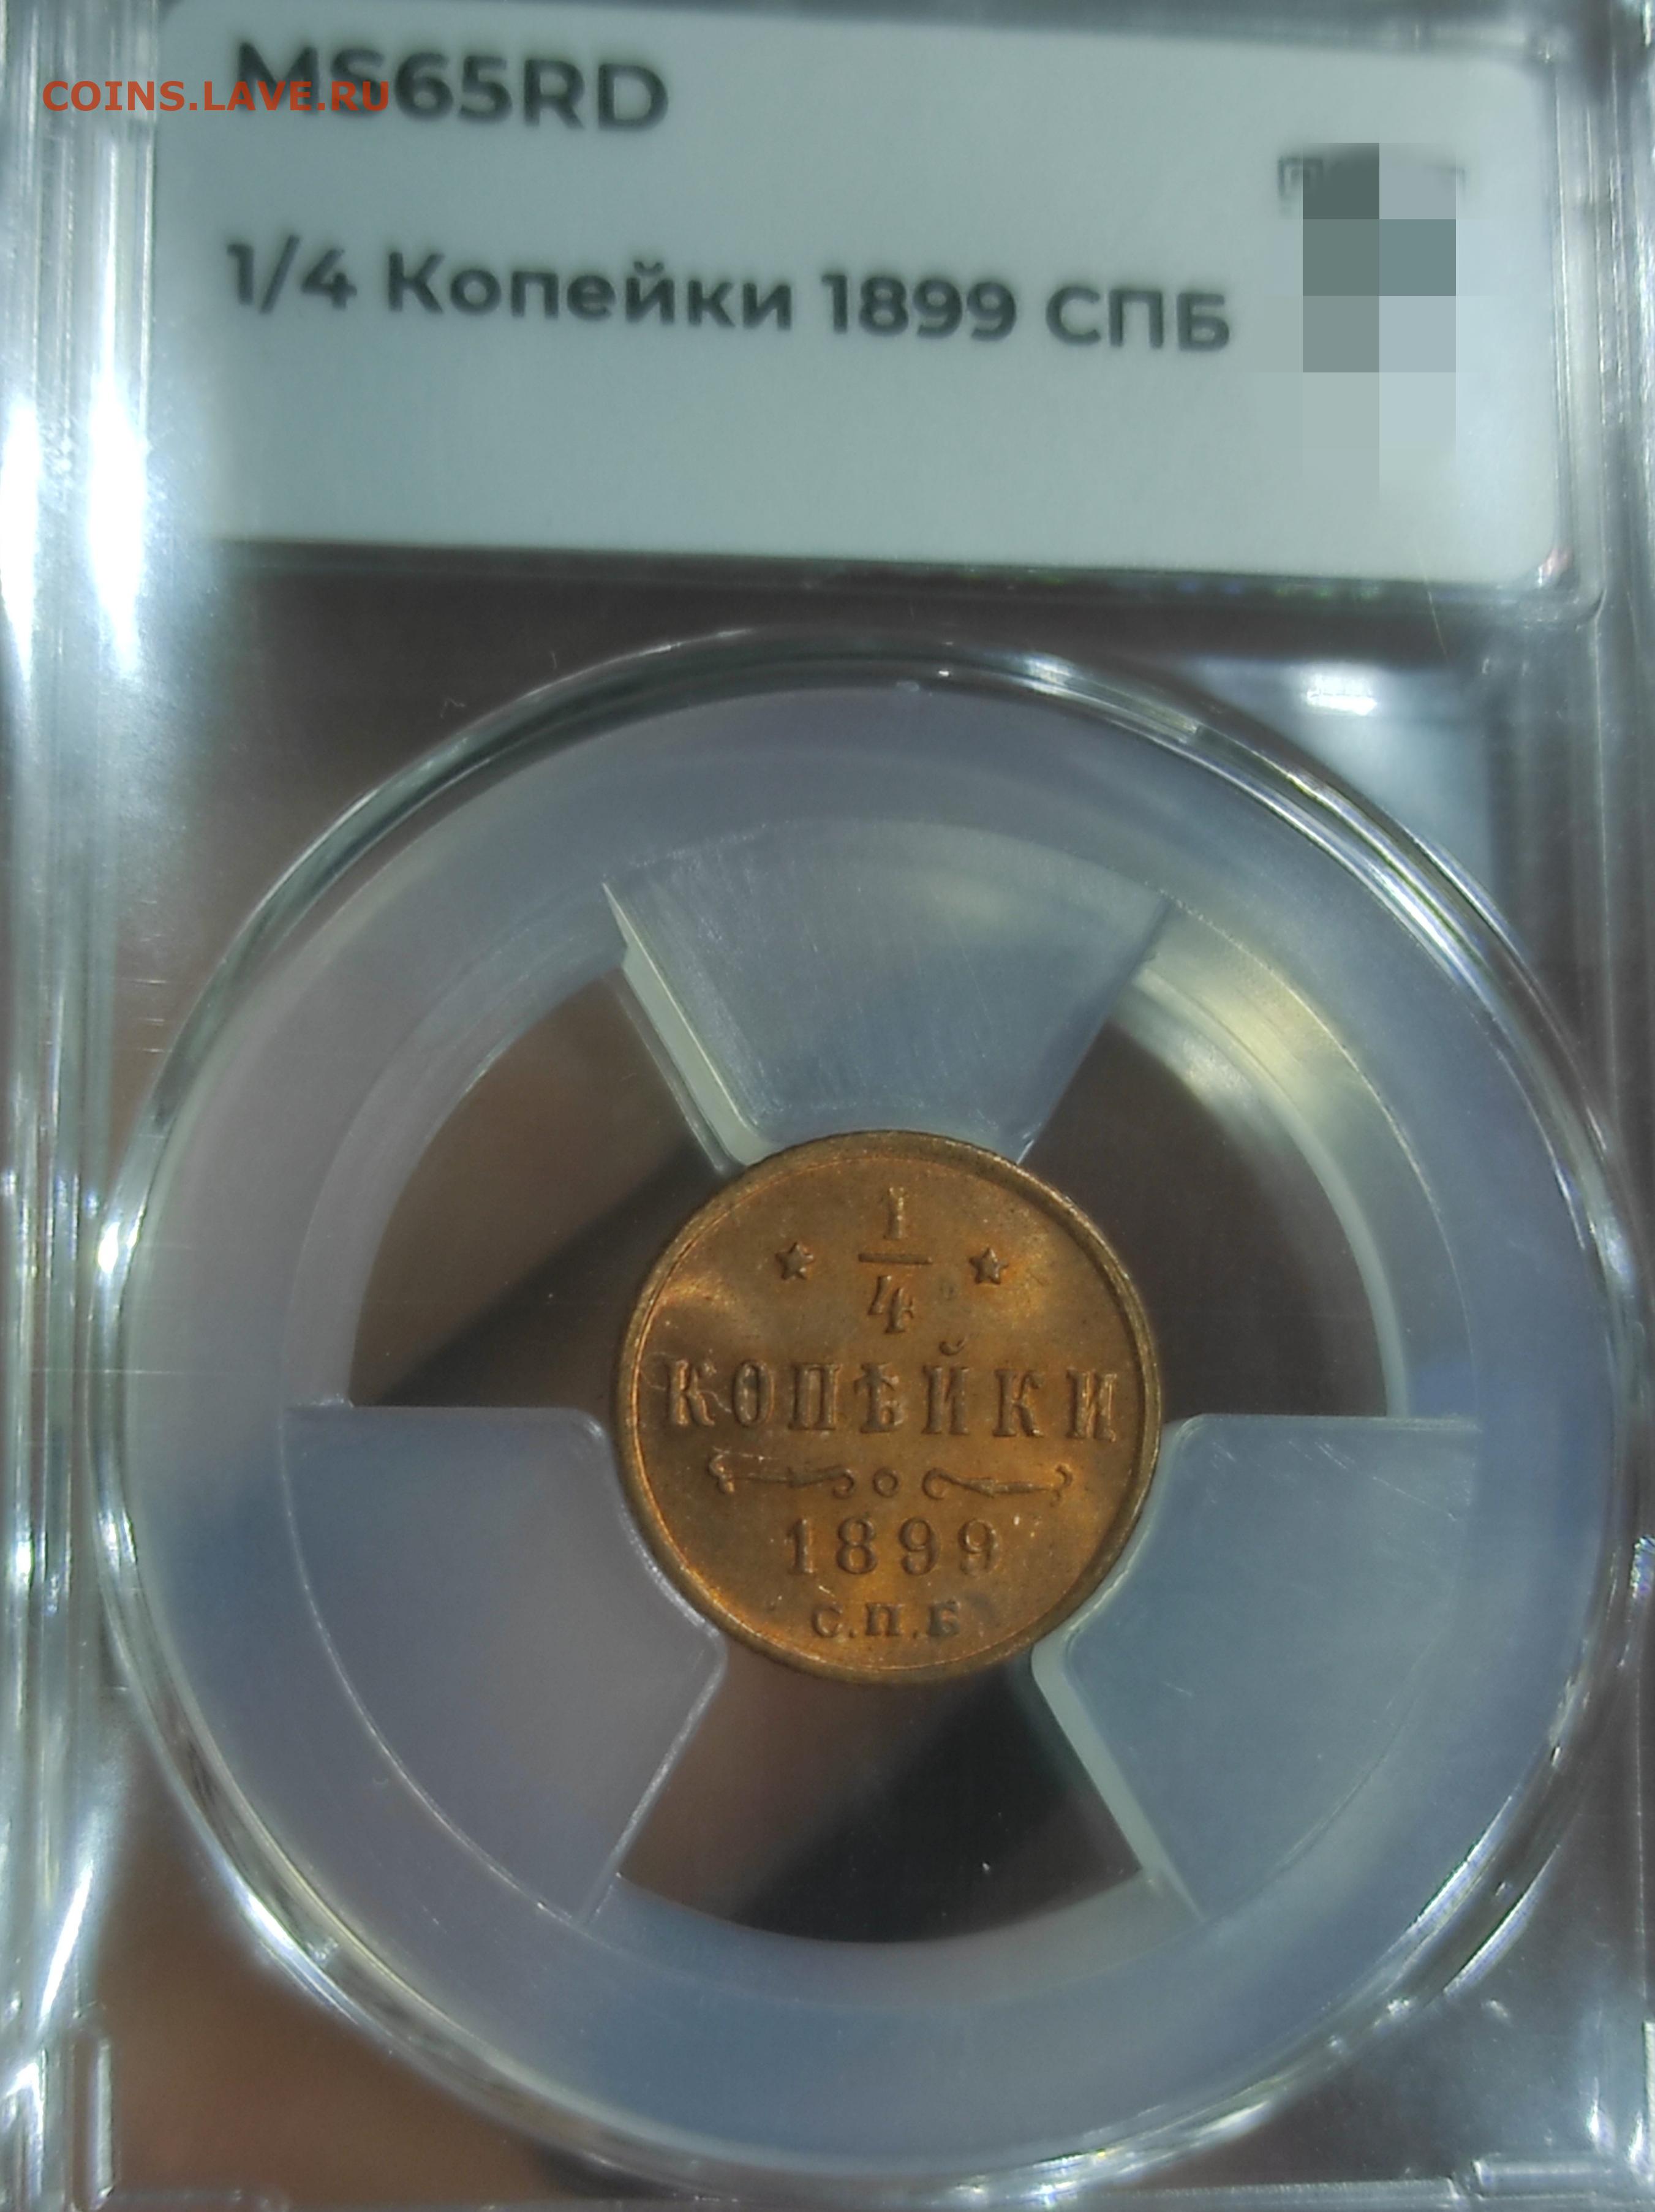 MS65RD
COINS.LAVE.RU
1/4 Копейки 1899 СПБ
1
4
КОПѢЙКИ
1899
С.П.Б